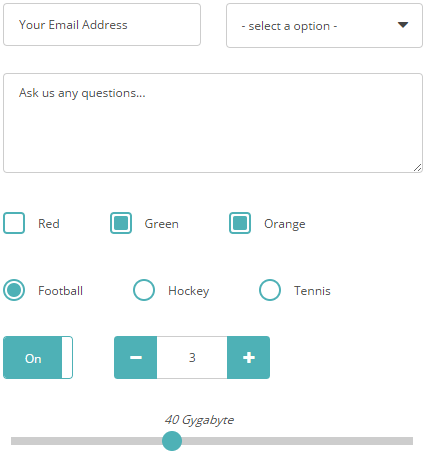 Your Email Address
- select a option -
Ask us any questions...
Red
Green
Orange
Football
Hockey
Tennis
On
3
40 Gygabyte